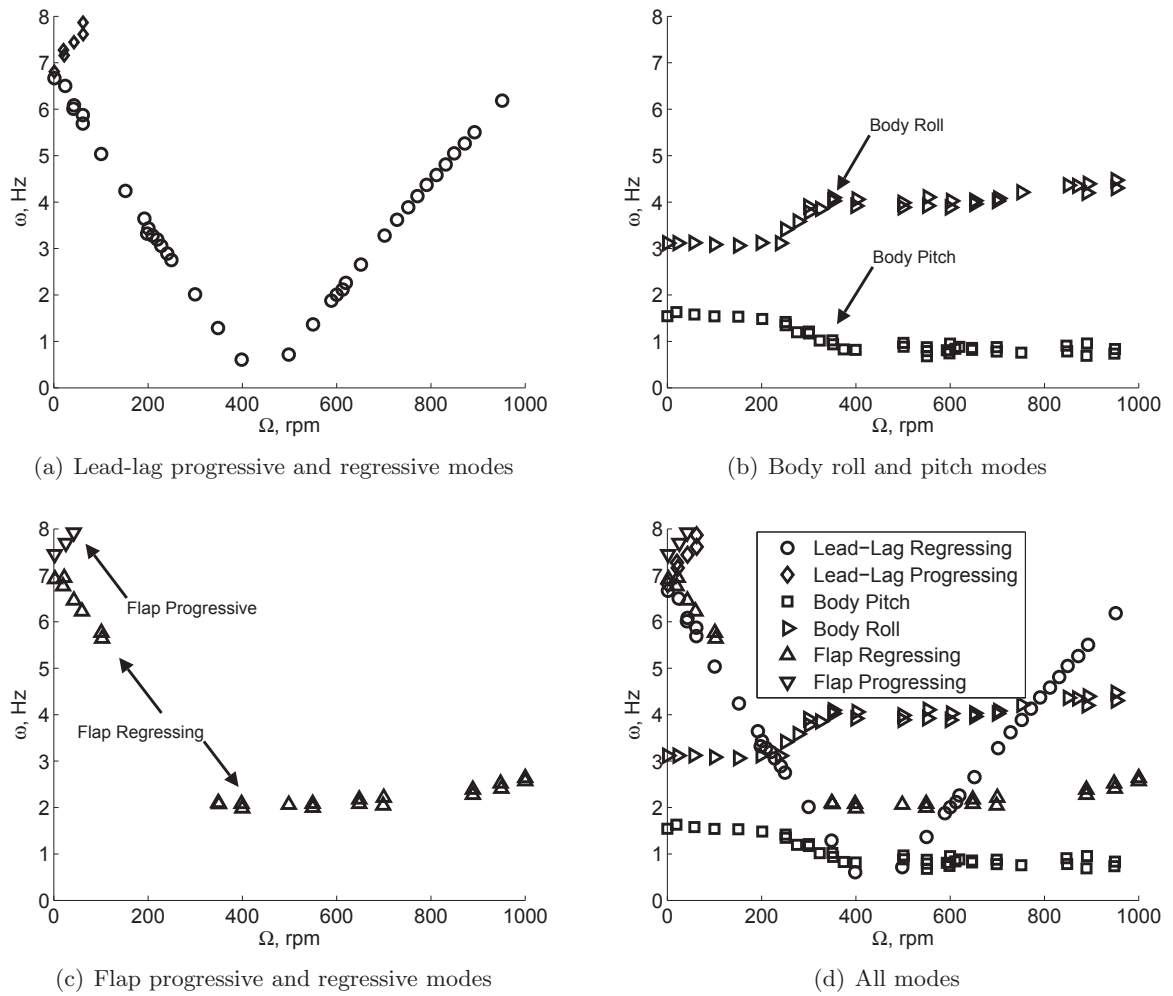 8
7
6
5
4
3
2
1
0
ω, Hz
0 200 400 600 800 1000
Ω, rpm
(a) Lead-lag progressive and regressive modes
8
7
6
5
4
3
2
1
0
ω, Hz
Body Roll
Body Pitch
0 200 400 600 800 1000
Ω, rpm
(b) Body roll and pitch modes
8
7
6
5
4
3
2
1
0
ω, Hz
Flap Progressive
Flap Regressing
0 200 400 600 800 1000
Ω, rpm
(c) Flap progressive and regressive modes
8
7
6
5
4
3
2
1
0
ω, Hz
Lead−Lag Regressing
Lead−Lag Progressing
Body Pitch
Body Roll
Flap Regressing
Flap Progressing
0 200 400 600 800 1000
Ω, rpm
(d) All modes